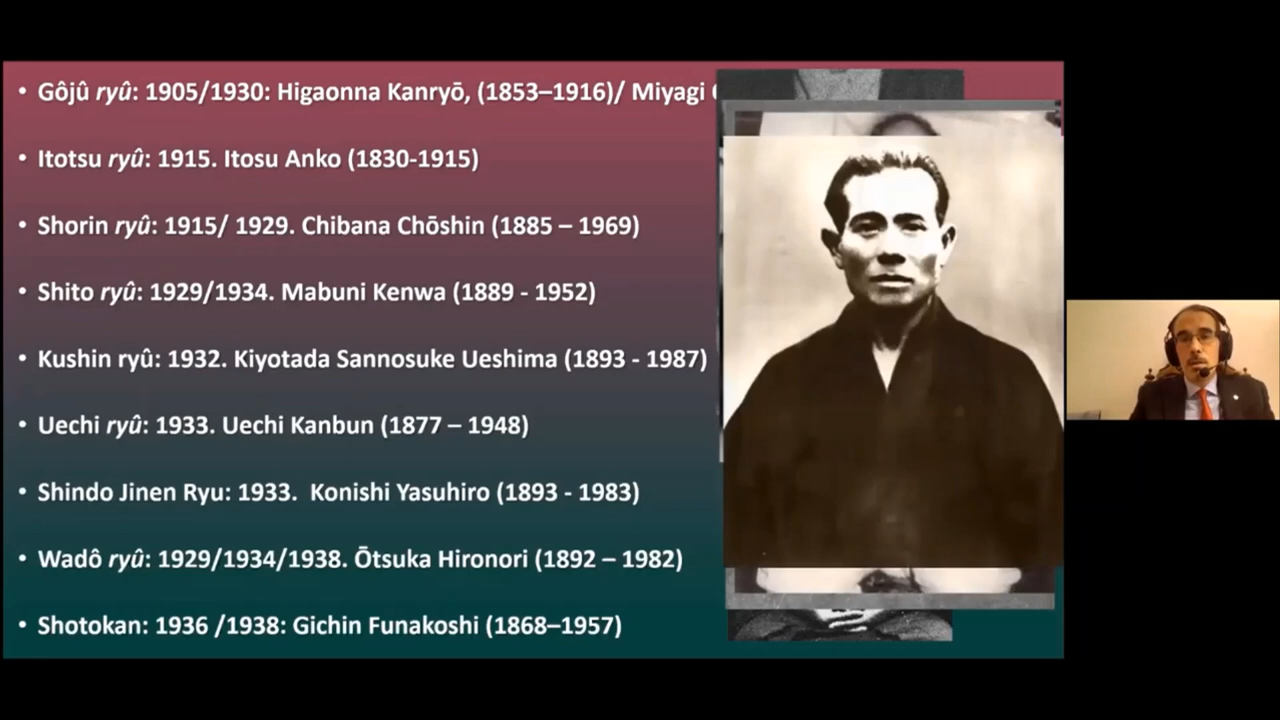 • Gôjû ryû: 1905/1930: Higaonna Kanryō, (1853–1916)/ Miyagi
• Itotsu ryû: 1915. Itosu Anko (1830-1915)
• Shorin ryû: 1915/ 1929. Chibana Chōshin (1885 – 1969)
• Shito ryû: 1929/1934. Mabuni Kenwa (1889 - 1952)
• Kushin ryû: 1932. Kiyotada Sannosuke Ueshima (1893 - 1987)
• Uechi ryû: 1933. Uechi Kanbun (1877 – 1948)
• Shindo Jinen Ryu: 1933.  Konishi Yasuhiro (1893 - 1983)
• Wadô ryû: 1929/1934/1938. Ōtsuka Hironori (1892 – 1982)
• Shotokan: 1936 /1938: Gichin Funakoshi (1868–1957)